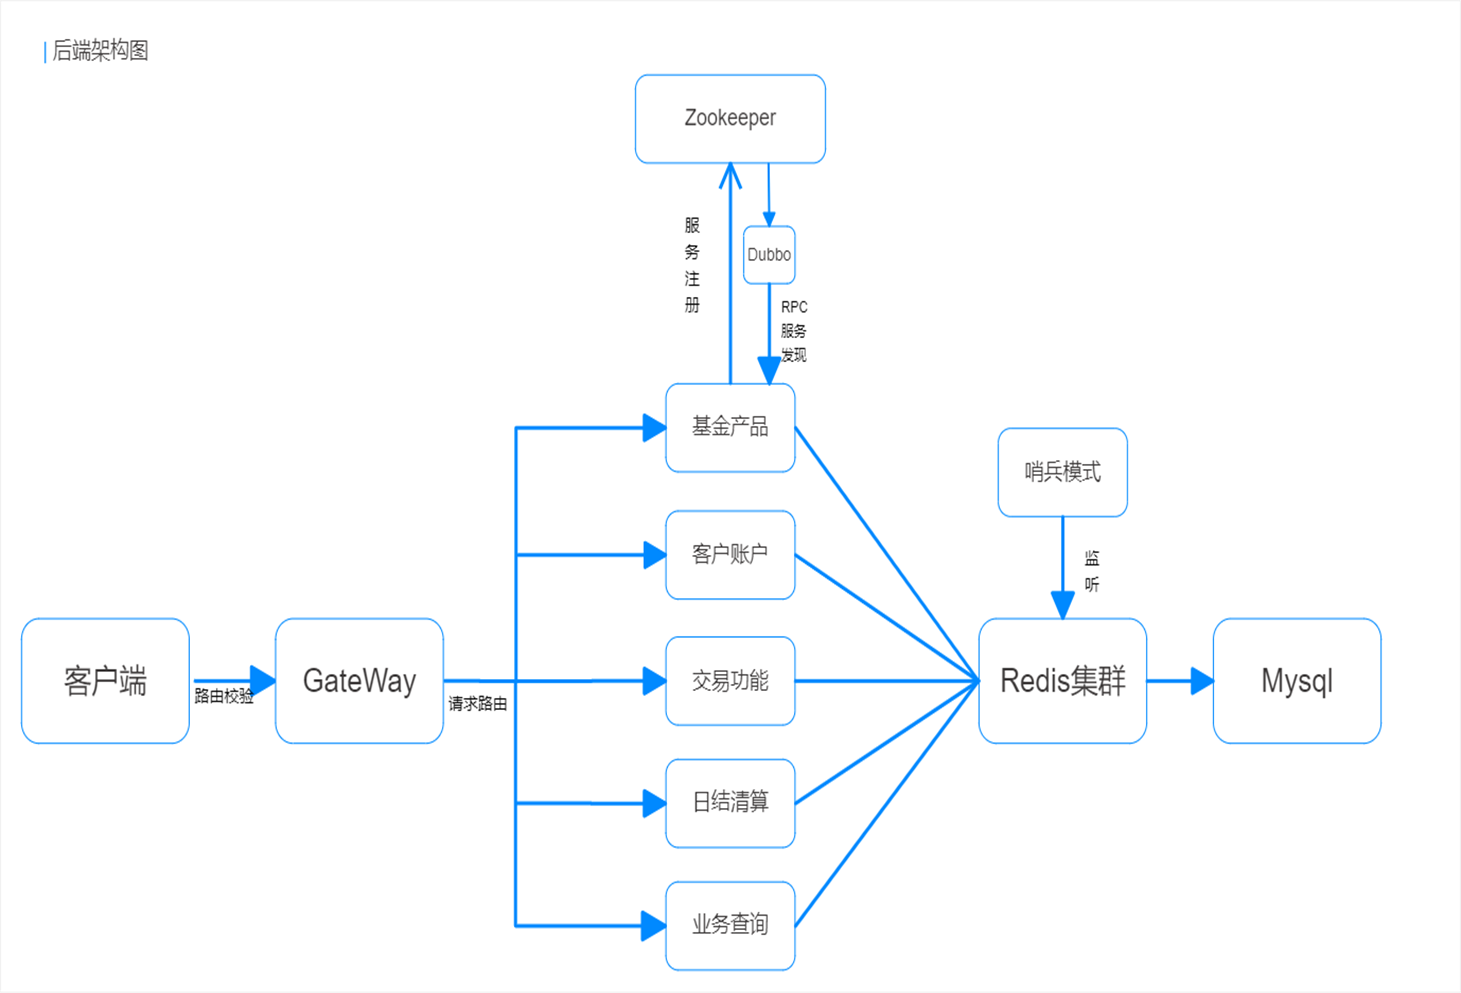 后端架构图
Zookeeper
服
务
注
册
Dubbo
RPC
服务
发现
基金产品
客户账户
哨兵模式
监
听
客户端
路由校验
GateWay
请求路由
交易功能
Redis集群
Mysql
日结清算
业务查询